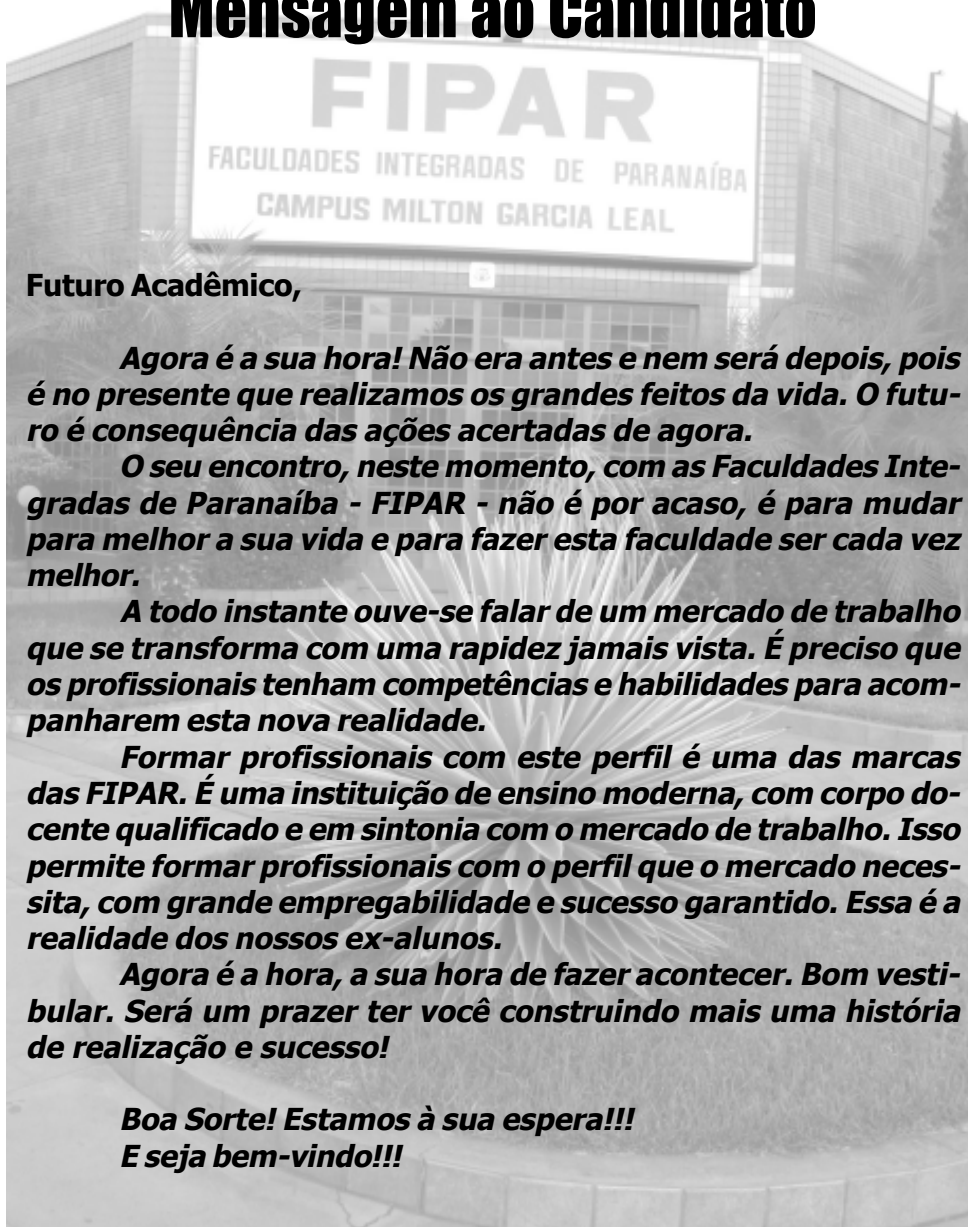 Mensagem ao Candidato
FIPAR
FACULDADES INTEGRADAS DE PARANAÍBA
CAMPUS MILTON GARCIA LEAL
Futuro Acadêmico,
Agora é a sua hora! Não era antes e nem será depois, pois
é no presente que realizamos os grandes feitos da vida. O futu-
ro é consequência das ações acertadas de agora.
O seu encontro, neste momento, com as Faculdades Inte-
gradas de Paranaíba - FIPAR - não é por acaso, é para mudar
para melhor a sua vida e para fazer esta faculdade ser cada vez
melhor.
A todo instante ouve-se falar de um mercado de trabalho
que se transforma com uma rapidez jamais vista. É preciso que
os profissionais tenham competências e habilidades para acom-
panharem esta nova realidade.
Formar profissionais com este perfil é uma das marcas
das FIPAR. É uma instituição de ensino moderna, com corpo do-
cente qualificado e em sintonia com o mercado de trabalho. Isso
permite formar profissionais com o perfil que o mercado neces-
sita, com grande empregabilidade e sucesso garantido. Essa é a
realidade dos nossos ex-alunos.
Agora é a hora, a sua hora de fazer acontecer. Bom vesti-
bular. Será um prazer ter você construindo mais uma história
de realização e sucesso!
Boa Sorte! Estamos à sua espera!!!
E seja bem-vindo!!!